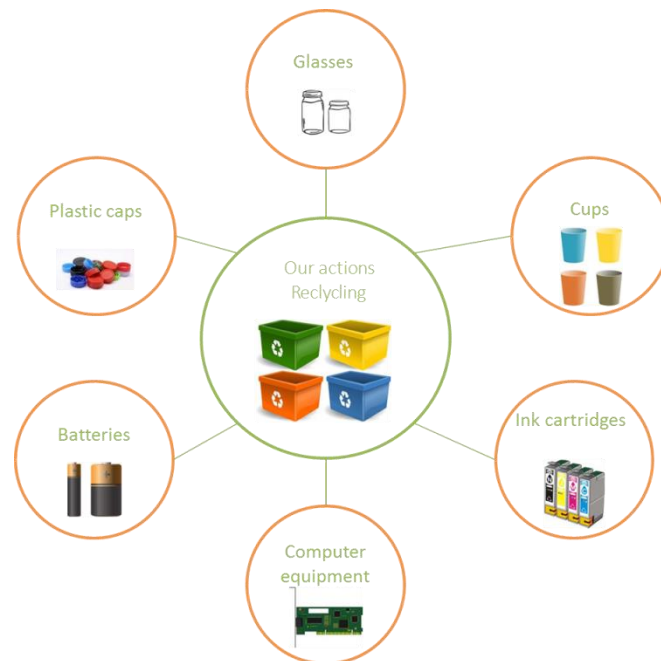 Glasses
Plastic caps
Cups
Our actions
Reclycling
Batteries
Ink cartridges
Computer
equipment